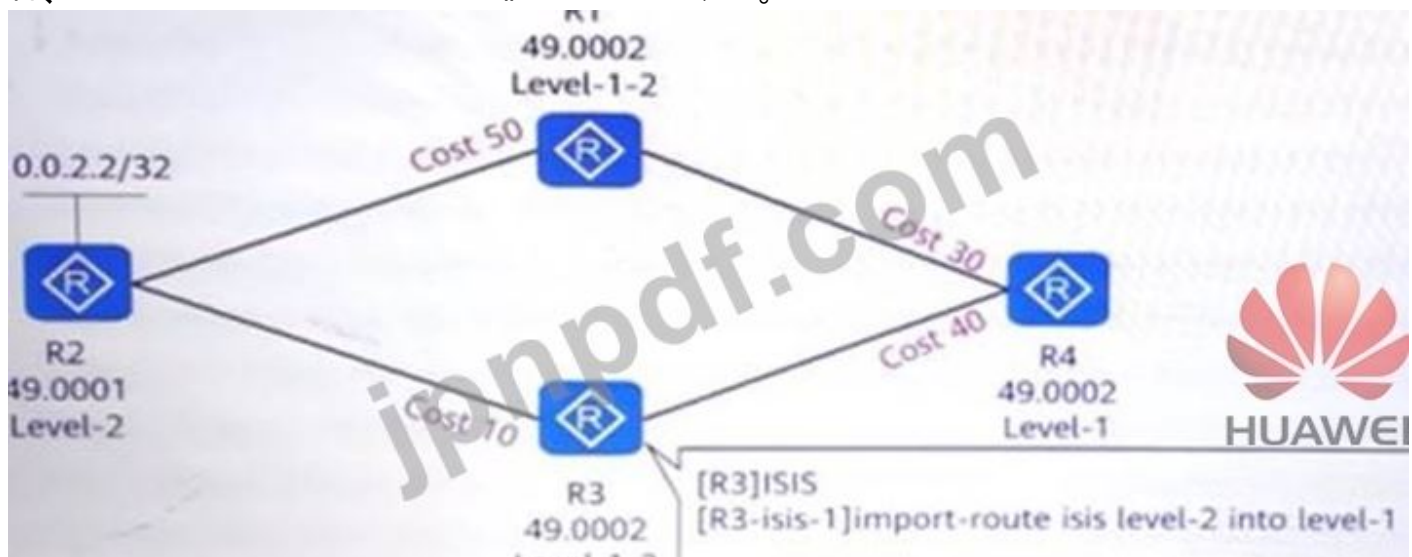 R1
49.0002
Level-1-2
Cost 50
0.0.2.2/32
Cost 30
R2
49.0001
Level-2
Cost 10
Cost 40
R4
49.0002
Level-1
HUAWEI
R3
49.0002
[R3]ISIS
[R3-isis-1]import-route isis level-2 into level-1
jpnpdf.com